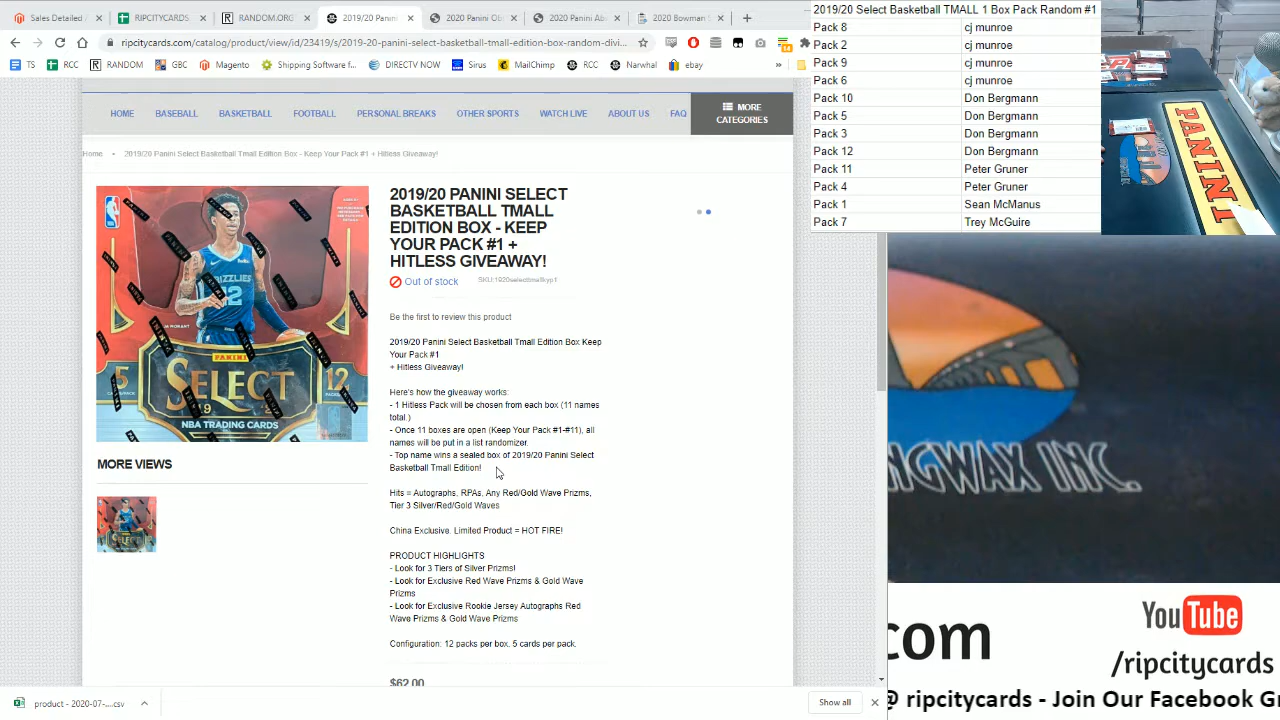 Sales Detailed /
RIPCITYCARDS
RANDOM.ORG
2019/20 Panini
2020 Panini Ob
2020 Panini Ab
2020 Bowman S
ripcitycards.com/catalog/product/view/id/23419/s/2019-20-panini-select-basketball-tmall-edition-box-random-divi...
TS
RCC
RANDOM
GBC
Magento
Shipping Software f...
MailChimp
RCC
Narwhal
ebay
»
HOME
BASEBALL
BASKETBALL
FOOTBALL
PERSONAL BREAKS
OTHER SPORTS
WATCH LIVE
ABOUT US
FAQ
MORE CATEGORIES
Home • 2019/20 Panini Select Basketball Tmall Edition Box - Keep Your Pack #1 + Hitless Giveaway!
2019/20 PANINI SELECT
BASKETBALL TMALL
EDITION BOX - KEEP
YOUR PACK #1 +
HITLESS GIVEAWAY!
Out of stock
SKU:1920selecttmallkyp1
Be the first to review this product
2019/20 Panini Select Basketball Tmall Edition Box Keep
Your Pack #1
+ Hitless Giveaway!
Here's how the giveaway works:
- 1 Hitless Pack will be chosen from each box (11 names
total.)
- Once 11 boxes are open (Keep Your Pack #1-#11), all
names will be put in a list randomizer.
- Top name wins a sealed box of 2019/20 Panini Select
Basketball Tmall Edition!
Hits = Autographs, RPAs, Any Red/Gold Wave Prizms,
Tier 3 Silver/Red/Gold Waves
China Exclusive. Limited Product = HOT FIRE!
PRODUCT HIGHLIGHTS
- Look for 3 Tiers of Silver Prizms!
- Look for Exclusive Red Wave Prizms & Gold Wave
Prizms
- Look for Exclusive Rookie Jersey Autographs Red
Wave Prizms & Gold Wave Prizms
Configuration: 12 packs per box. 5 cards per pack.
$62.00
MORE VIEWS
GRIZZLIES
12
JA MORANT
PANINI
SELECT
5
12
NBA TRADING CARDS
2019/20 Select Basketball TMALL 1 Box Pack Random #1
Pack 8 cj munroe
Pack 2 cj munroe
Pack 9 cj munroe
Pack 6 cj munroe
Pack 10 Don Bergmann
Pack 5 Don Bergmann
Pack 3 Don Bergmann
Pack 12 Don Bergmann
Pack 11 Peter Gruner
Pack 4 Peter Gruner
Pack 1 Sean McManus
Pack 7 Trey McGuire
PANINI
NGWAX INC.
com
YouTube
/ripcitycards
@ ripcitycards - Join Our Facebook Gr
product - 2020-07-....csv
Show all